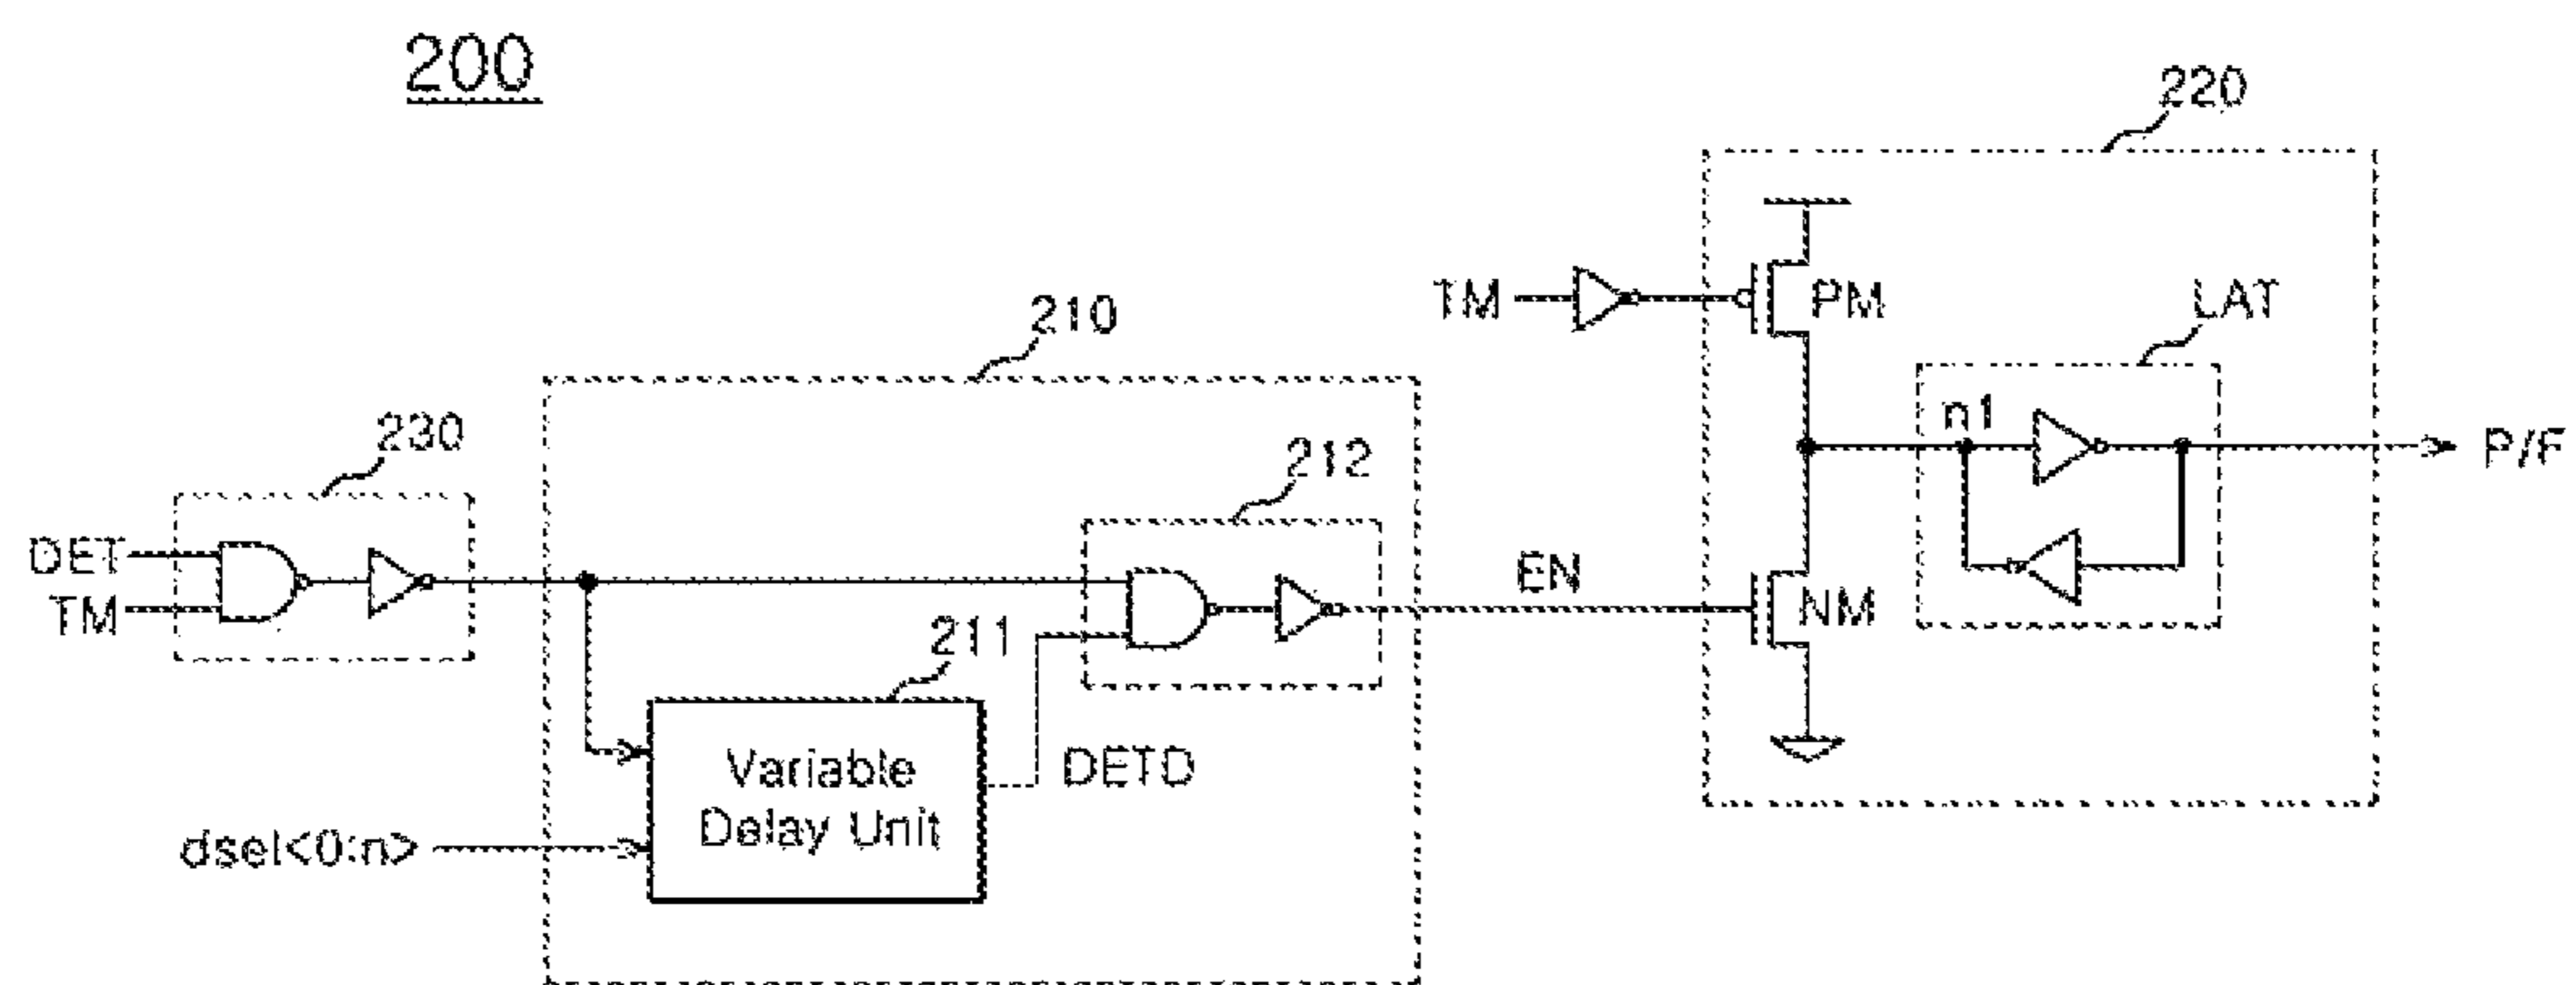 200
220
TM
PM
LAT
210
n1
230
212
P/F
DET
EN
TM
NM
211
Variable
Delay Unit
DETD
dsel<0:n>